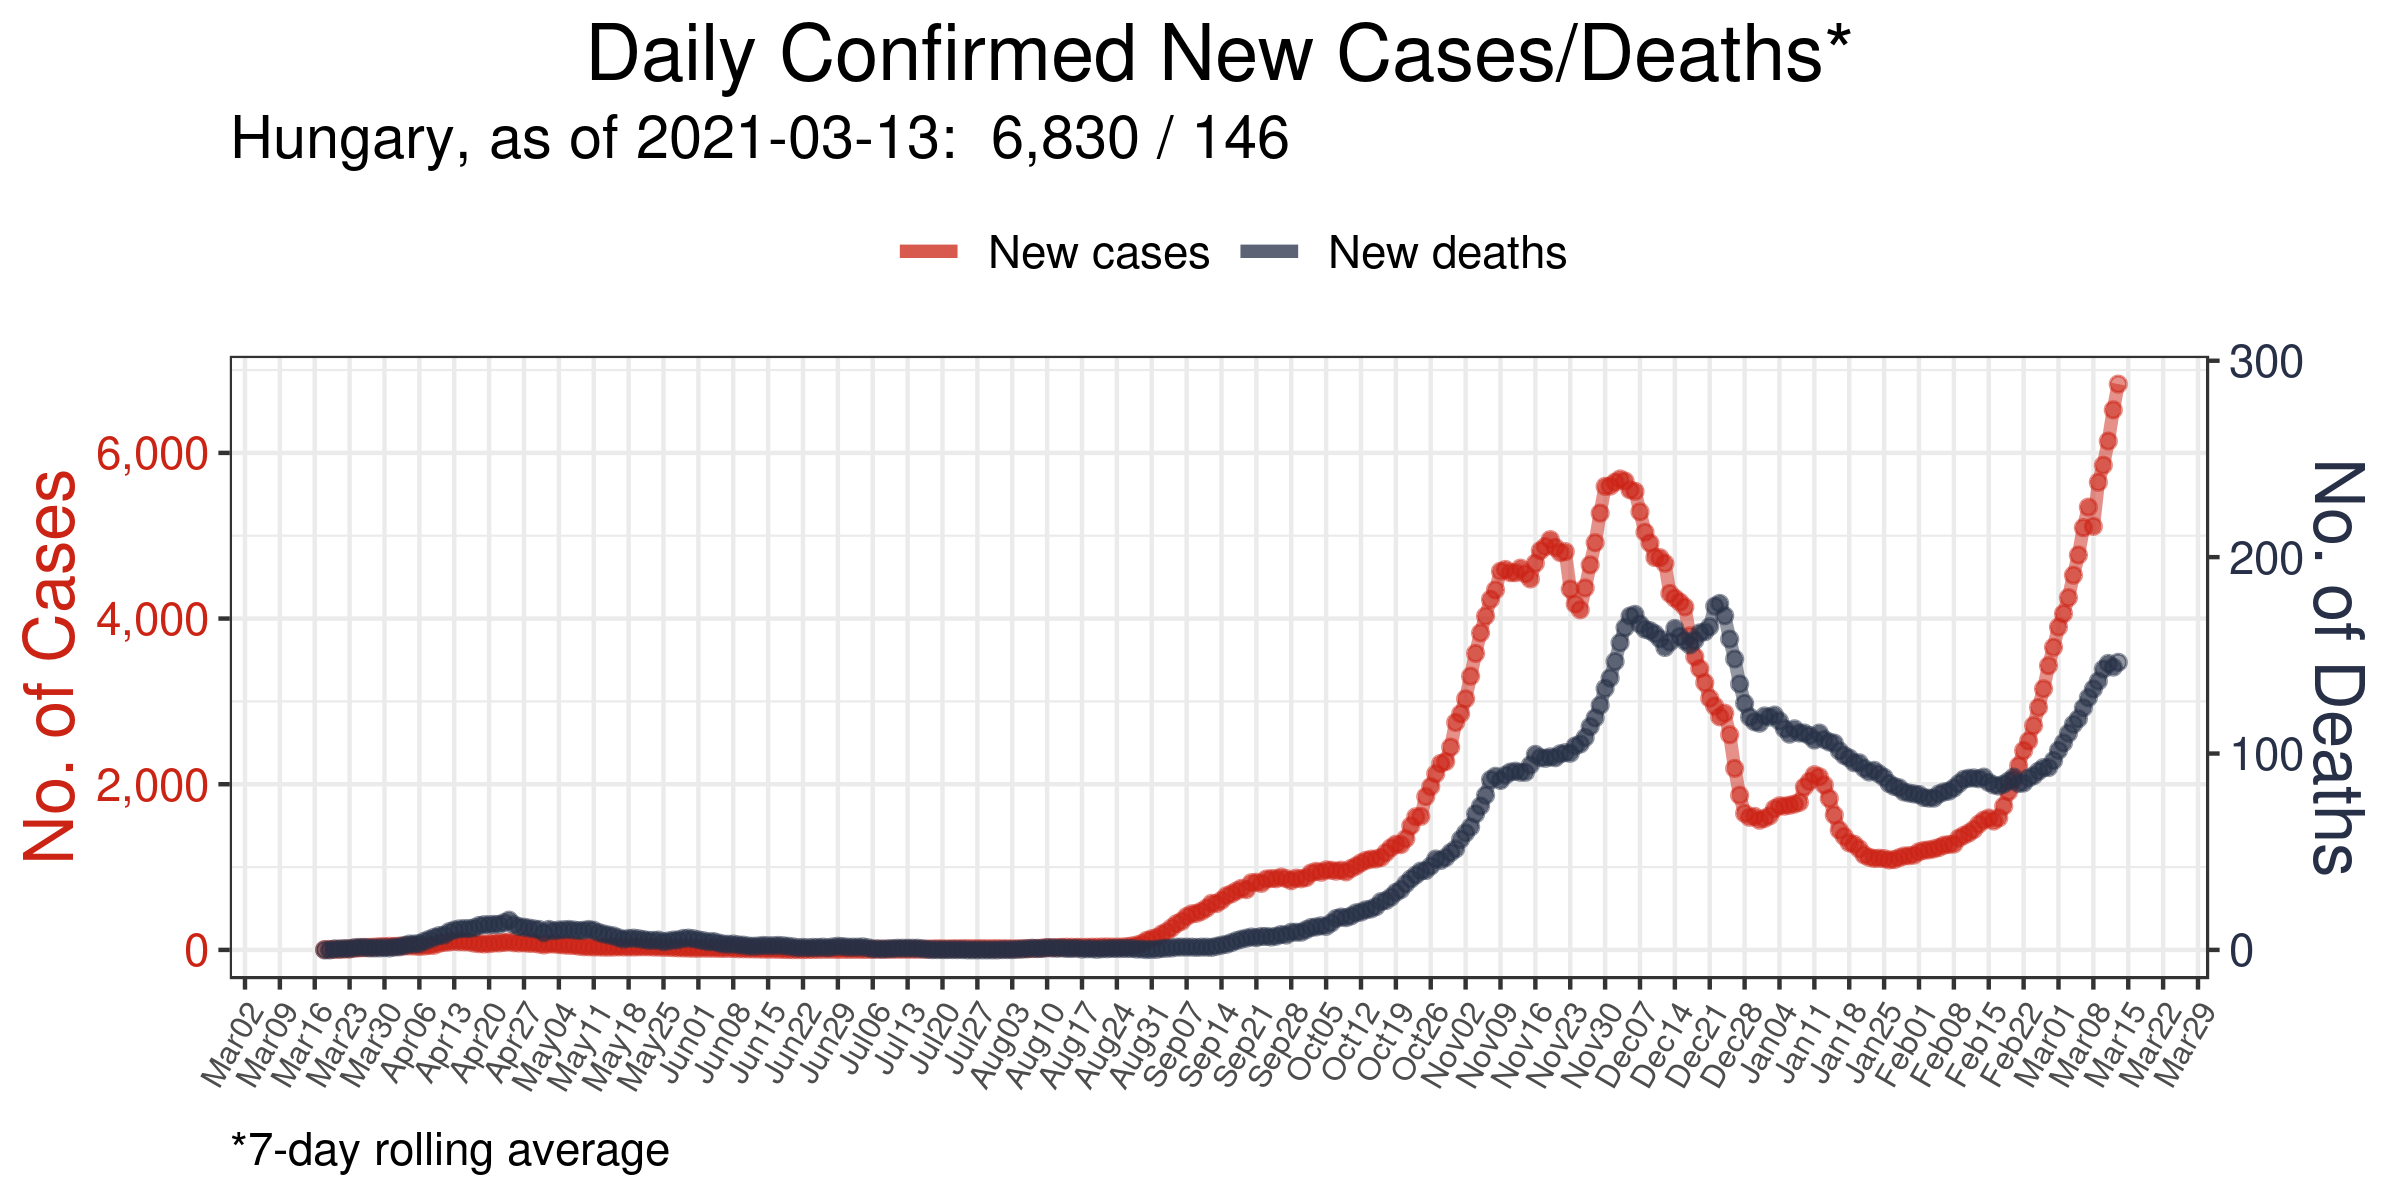 Daily Confirmed New Cases/Deaths*
Hungary, as of 2021-03-13:  6,830 / 146
New cases
New deaths
No. of Cases
6,000
4,000
2,000
0
300
200
100
0
No. of Deaths
Mar02
Mar09
Mar16
Mar23
Mar30
Apr06
Apr13
Apr20
Apr27
May04
May11
May18
May25
Jun01
Jun08
Jun15
Jun22
Jun29
Jul06
Jul13
Jul20
Jul27
Aug03
Aug10
Aug17
Aug24
Aug31
Sep07
Sep14
Sep21
Sep28
Oct05
Oct12
Oct19
Oct26
Nov02
Nov09
Nov16
Nov23
Nov30
Dec07
Dec14
Dec21
Dec28
Jan04
Jan11
Jan18
Jan25
Feb01
Feb08
Feb15
Feb22
Mar01
Mar08
Mar15
Mar22
Mar29
*7-day rolling average